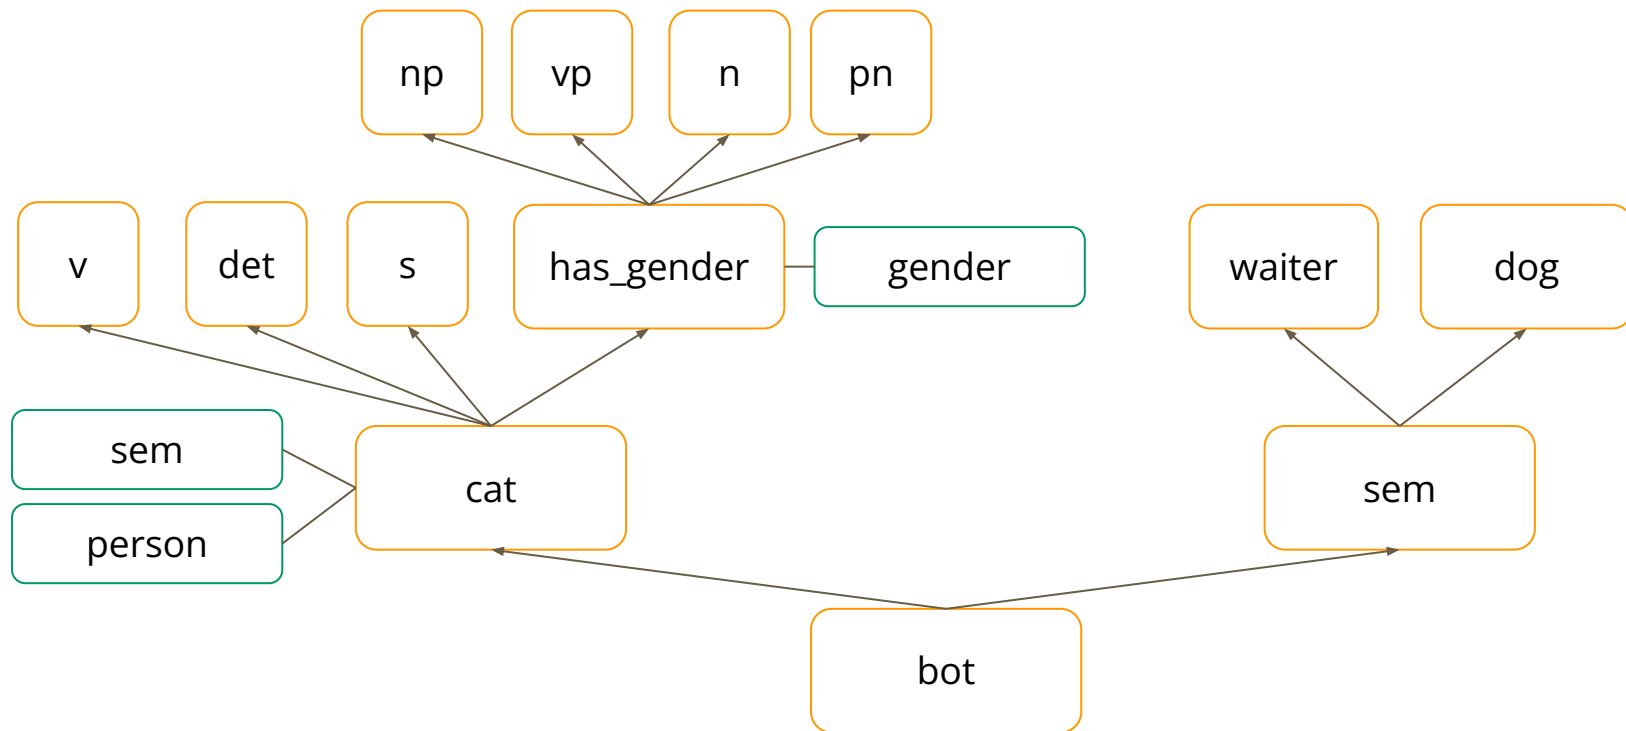 np
vp
n
pn
v
det
s
has_gender
gender
waiter
dog
sem
person
cat
sem
bot